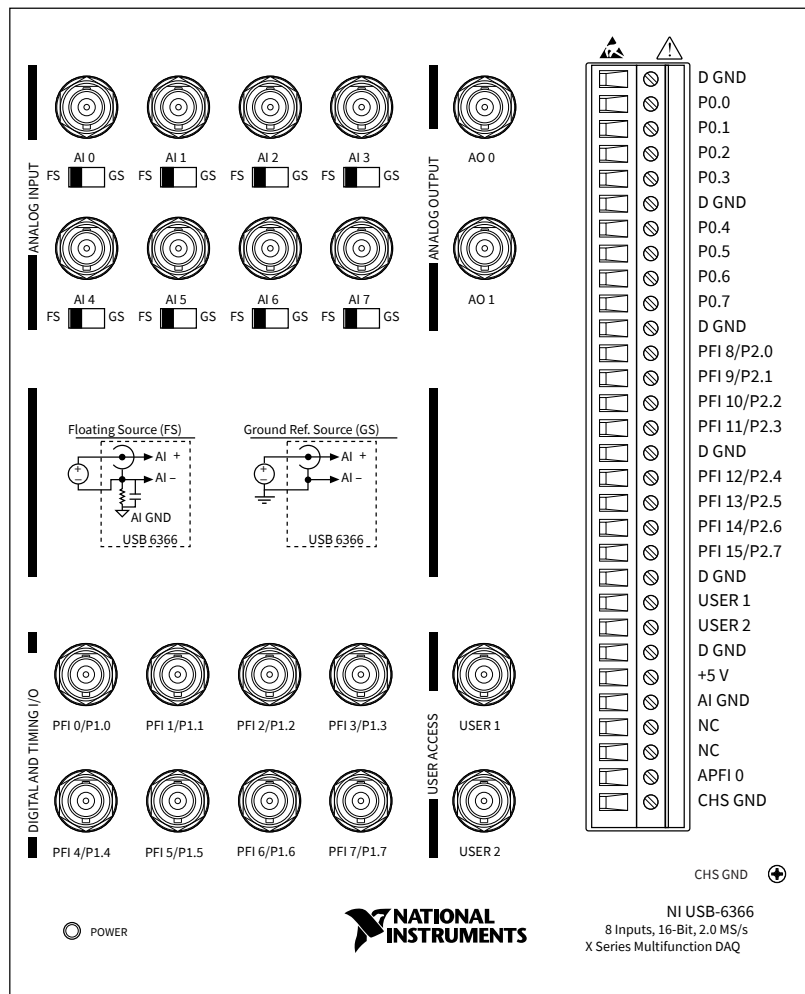 ANALOG INPUT
AI 0 AI 1 AI 2 AI 3
FS GS FS GS FS GS FS GS
AI 4 AI 5 AI 6 AI 7
FS GS FS GS FS GS FS GS
ANALOG OUTPUT
AO 0
AO 1
Floating Source (FS)
+
−
AI +
AI −
AI GND
USB 6366
Ground Ref. Source (GS)
+
−
AI +
AI −
USB 6366
DIGITAL AND TIMING I/O
PFI 0/P1.0 PFI 1/P1.1 PFI 2/P1.2 PFI 3/P1.3
PFI 4/P1.4 PFI 5/P1.5 PFI 6/P1.6 PFI 7/P1.7
USER ACCESS
USER 1
USER 2
D GND
P0.0
P0.1
P0.2
P0.3
D GND
P0.4
P0.5
P0.6
P0.7
D GND
PFI 8/P2.0
PFI 9/P2.1
PFI 10/P2.2
PFI 11/P2.3
D GND
PFI 12/P2.4
PFI 13/P2.5
PFI 14/P2.6
PFI 15/P2.7
D GND
USER 1
USER 2
D GND
+5 V
AI GND
NC
NC
APFI 0
CHS GND
CHS GND
POWER
NATIONAL
INSTRUMENTS
NI USB-6366
8 Inputs, 16-Bit, 2.0 MS/s
X Series Multifunction DAQ